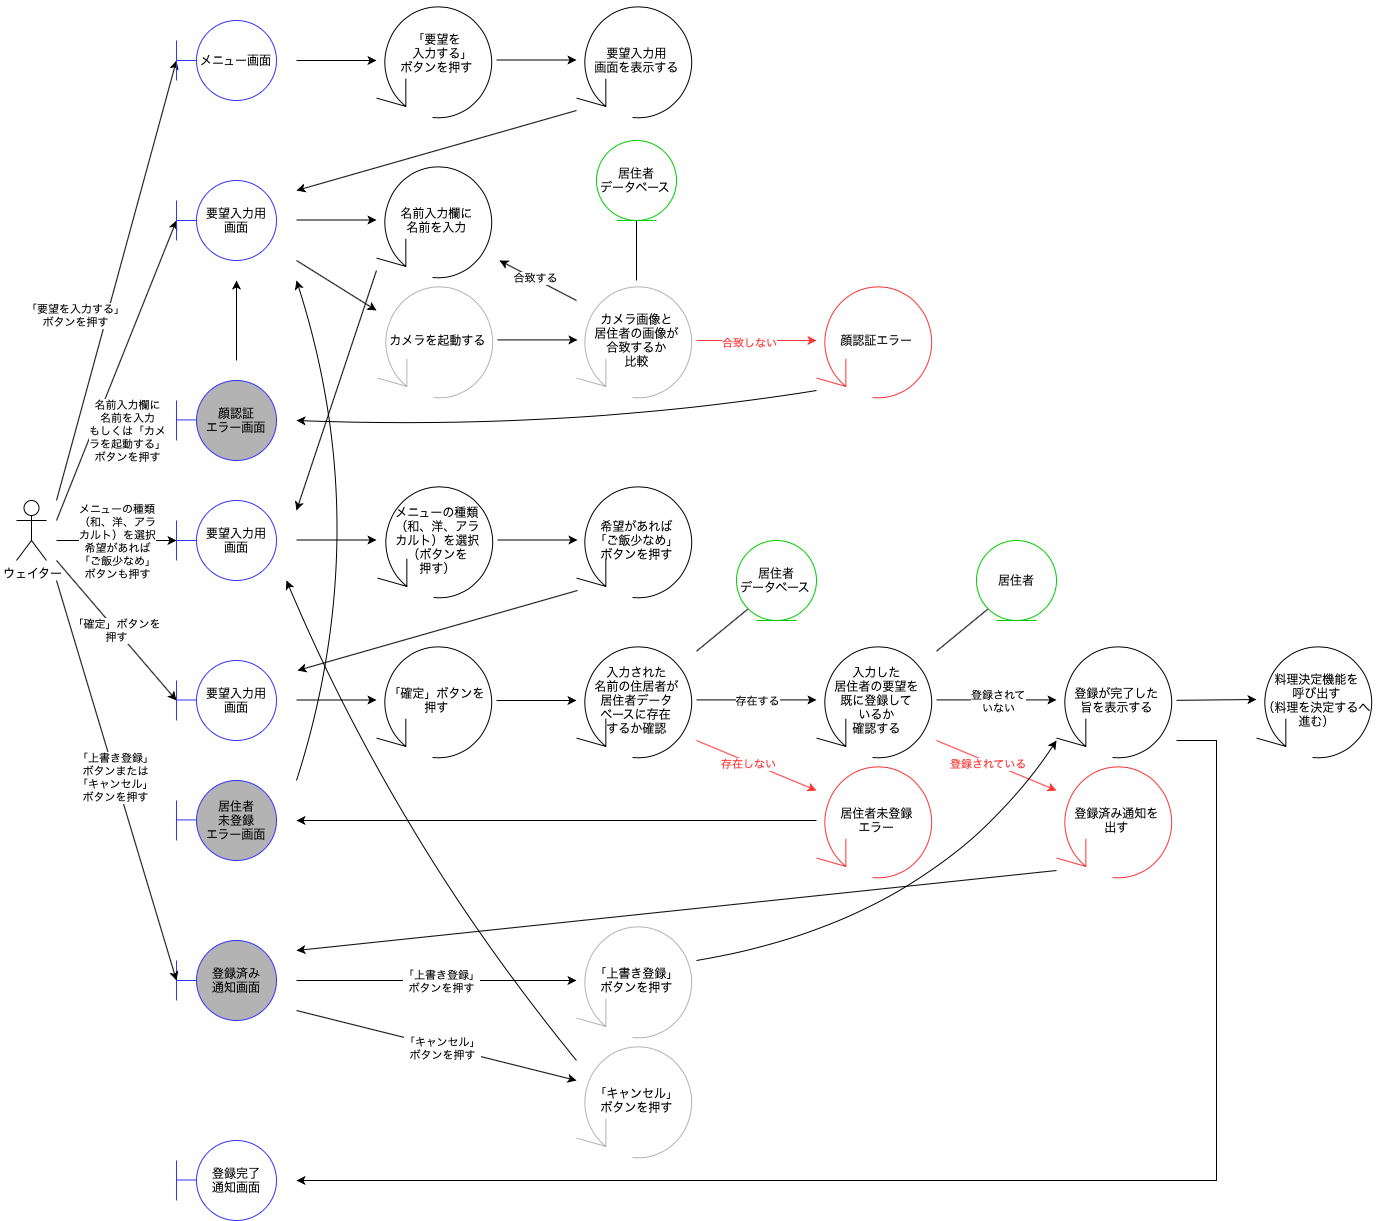 メニュー画面
「要望を
入力する」
ボタンを押す
要望入力用
画面を表示する
居住者
データベース
要望入力用
画面
名前入力欄に
名前を入力
合致する
「要望を入力する」
ボタンを押す
カメラを起動する
カメラ画像と
居住者の画像が
合致するか
比較
合致しない
顔認証エラー
名前入力欄に
名前を入力
もしくは「カメ
ラを起動する」
ボタンを押す
顔認証
エラー画面
ウェイター
メニューの種類
（和、洋、アラ
カルト）を選択
希望があれば
「ご飯少なめ」
ボタンも押す
要望入力用
画面
メニューの種類
（和、洋、アラ
カルト）を選択
（ボタンを
押す）
希望があれば
「ご飯少なめ」
ボタンを押す
居住者
データベース
居住者
「確定」ボタンを
押す
要望入力用
画面
「確定」ボタンを
押す
入力された
名前の住居者が
居住者データ
ベースに存在
するか確認
存在する
入力した
居住者の要望を
既に登録して
いるか
確認する
登録されて
いない
登録が完了した
旨を表示する
料理決定機能を
呼び出す
（料理を決定するへ
進む）
存在しない
登録されている
「上書き登録」
ボタンまたは
「キャンセル」
ボタンを押す
居住者
未登録
エラー画面
居住者未登録
エラー
登録済み通知を
出す
登録済み
通知画面
「上書き登録」
ボタンを押す
「上書き登録」
ボタンを押す
「キャンセル」
ボタンを押す
「キャンセル」
ボタンを押す
登録完了
通知画面